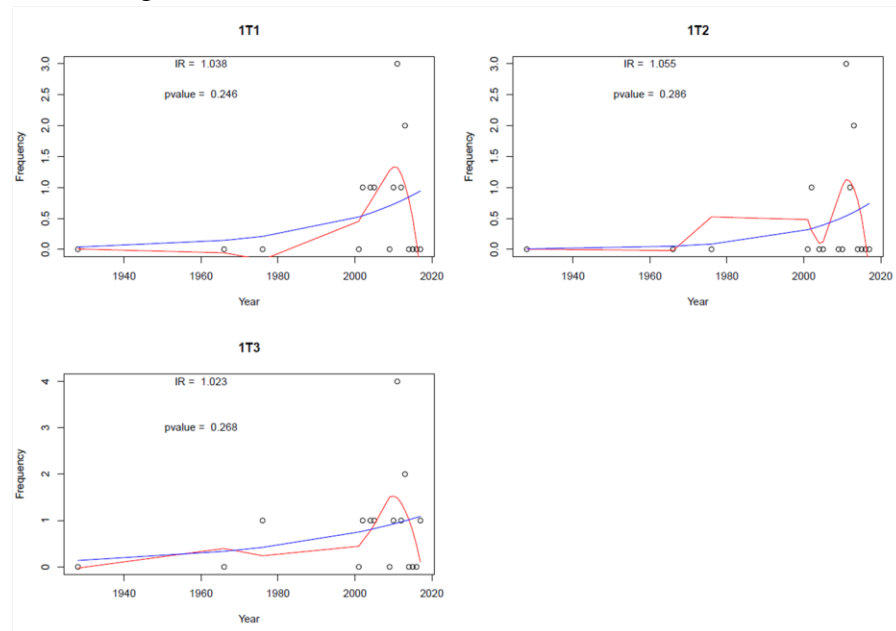 1T1
IR = 1.038
pvalue = 0.246
Frequency
3.0
2.5
2.0
1.5
1.0
0.5
0.0
1940 1960 1980 2000 2020
Year
1T2
IR = 1.055
pvalue = 0.286
Frequency
3.0
2.5
2.0
1.5
1.0
0.5
0.0
1940 1960 1980 2000 2020
Year
1T3
IR = 1.023
pvalue = 0.268
Frequency
4
3
2
1
0
1940 1960 1980 2000 2020
Year